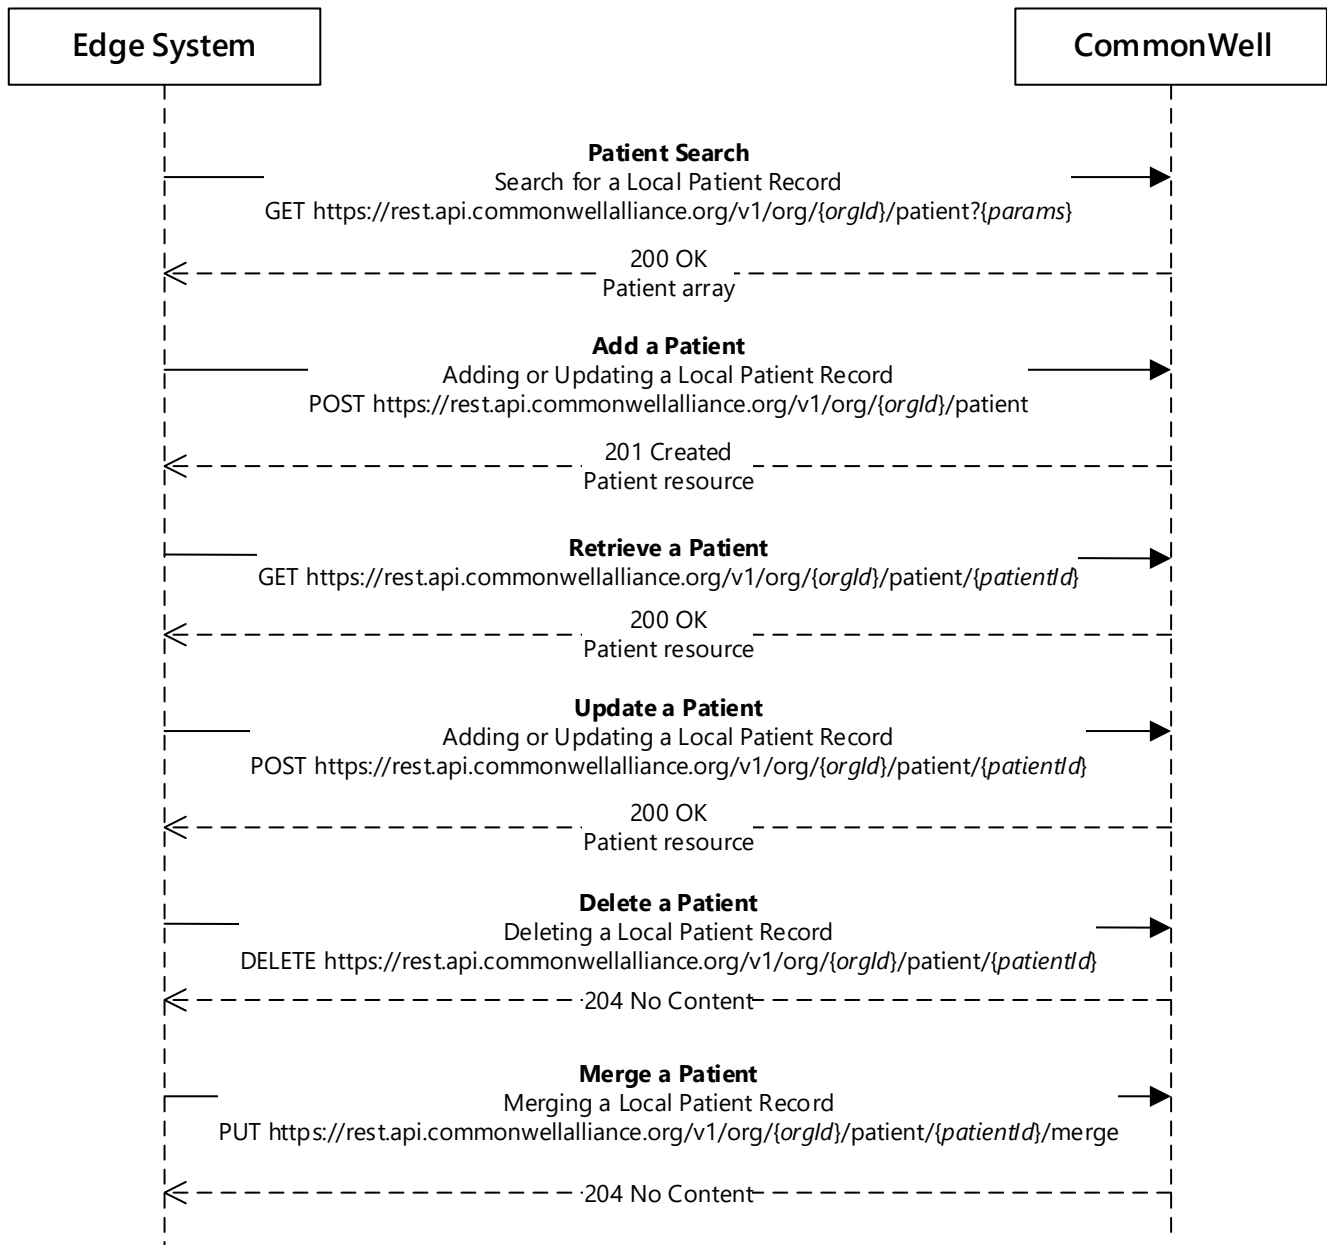 Edge System
CommonWell
Patient Search
Search for a Local Patient Record
GET https://rest.api.commonwellalliance.org/v1/org/{orgId}/patient?{params}
200 OK
Patient array
Add a Patient
Adding or Updating a Local Patient Record
POST https://rest.api.commonwellalliance.org/v1/org/{orgId}/patient
201 Created
Patient resource
Retrieve a Patient
GET https://rest.api.commonwellalliance.org/v1/org/{orgId}/patient/{patientId}
200 OK
Patient resource
Update a Patient
Adding or Updating a Local Patient Record
POST https://rest.api.commonwellalliance.org/v1/org/{orgId}/patient/{patientId}
200 OK
Patient resource
Delete a Patient
Deleting a Local Patient Record
DELETE https://rest.api.commonwellalliance.org/v1/org/{orgId}/patient/{patientId}
204 No Content
Merge a Patient
Merging a Local Patient Record
PUT https://rest.api.commonwellalliance.org/v1/org/{orgId}/patient/{patientId}/merge
204 No Content